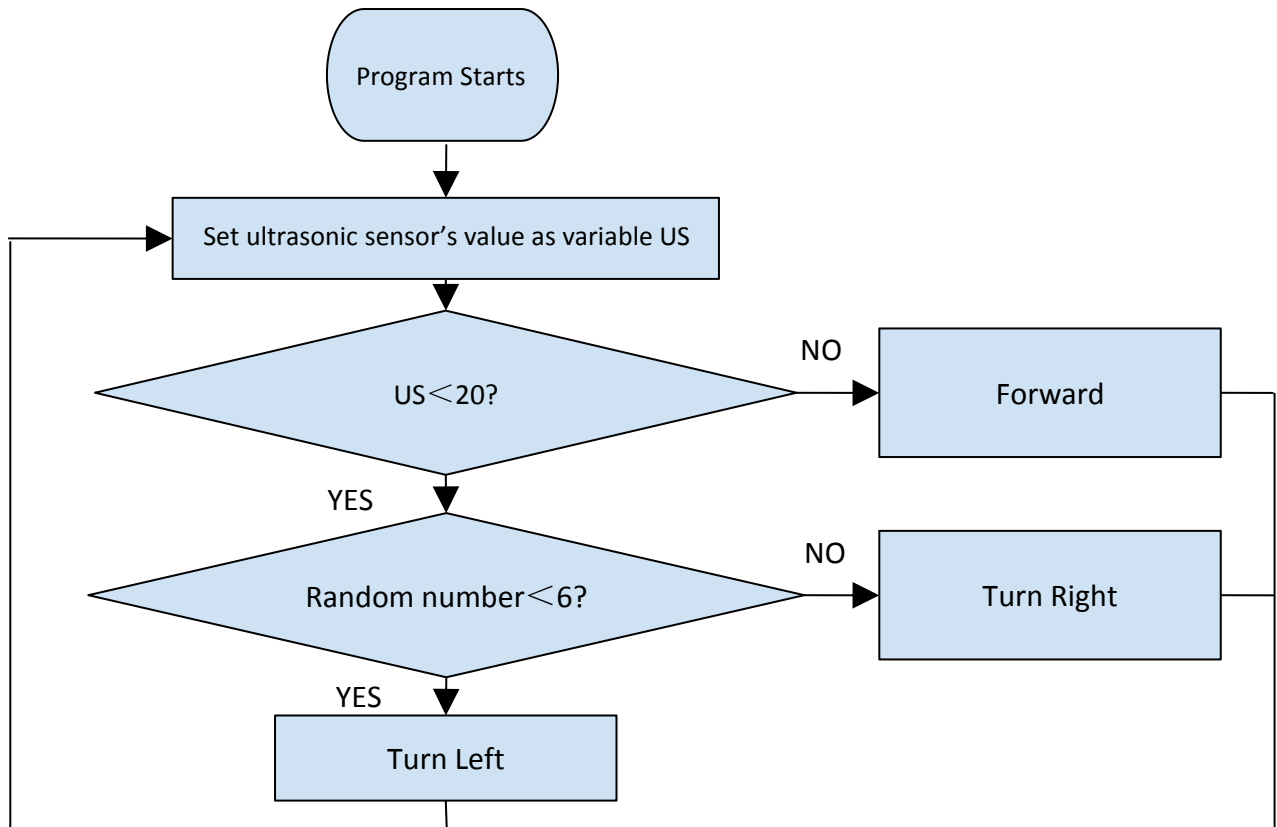 Program Starts
Set ultrasonic sensor's value as variable US
US＜20?
NO
Forward
YES
Random number＜6?
NO
Turn Right
YES
Turn Left